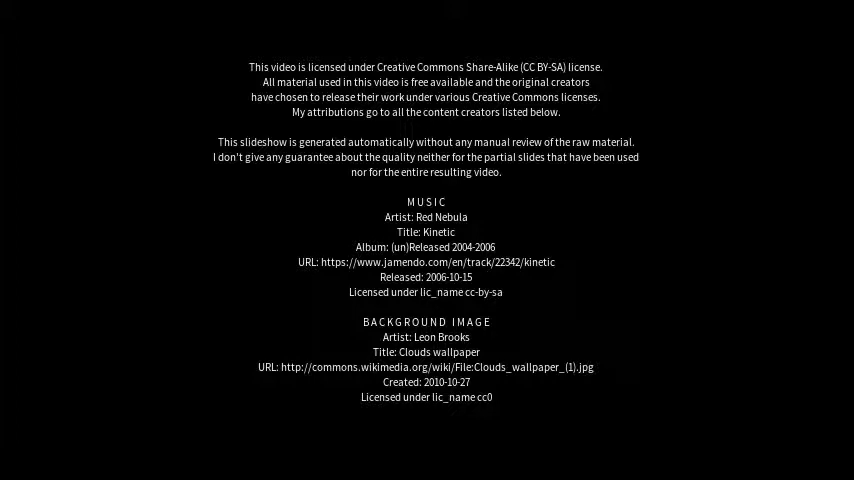 This video is licensed under Creative Commons Share-Alike (CC BY-SA) license.
All material used in this video is free available and the original creators
have chosen to release their work under various Creative Commons licenses.
My attributions go to all the content creators listed below.
This slideshow is generated automatically without any manual review of the raw material.
I don't give any guarantee about the quality neither for the partial slides that have been used
nor for the entire resulting video.
MUSIC
Artist: Red Nebula
Title: Kinetic
Album: (un)Released 2004-2006
URL: https://www.jamendo.com/en/track/22342/kinetic
Released: 2006-10-15
Licensed under lic_name cc-by-sa
BACKGROUND IMAGE
Artist: Leon Brooks
Title: Clouds wallpaper
URL: http://commons.wikimedia.org/wiki/File:Clouds_wallpaper_(1).jpg
Created: 2010-10-27
Licensed under lic_name cc0